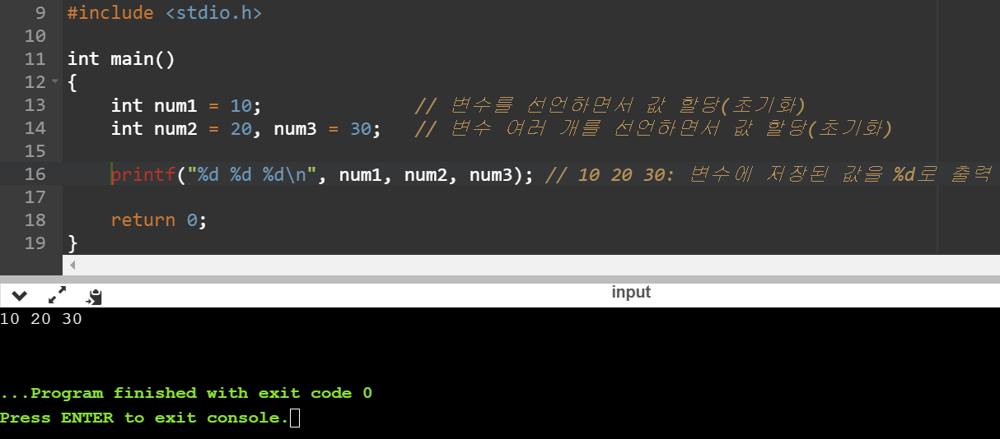 9 #include <stdio.h>
10
11 int main()
12 {
13     int num1 = 10;              // 변수를 선언하면서 값 할당(초기화)
14     int num2 = 20, num3 = 30;   // 변수 여러 개를 선언하면서 값 할당(초기화)
15
16     printf("%d %d %d\n", num1, num2, num3); // 10 20 30: 변수에 저장된 값을 %d로 출력
17
18     return 0;
19 }
input
10 20 30
...Program finished with exit code 0
Press ENTER to exit console.